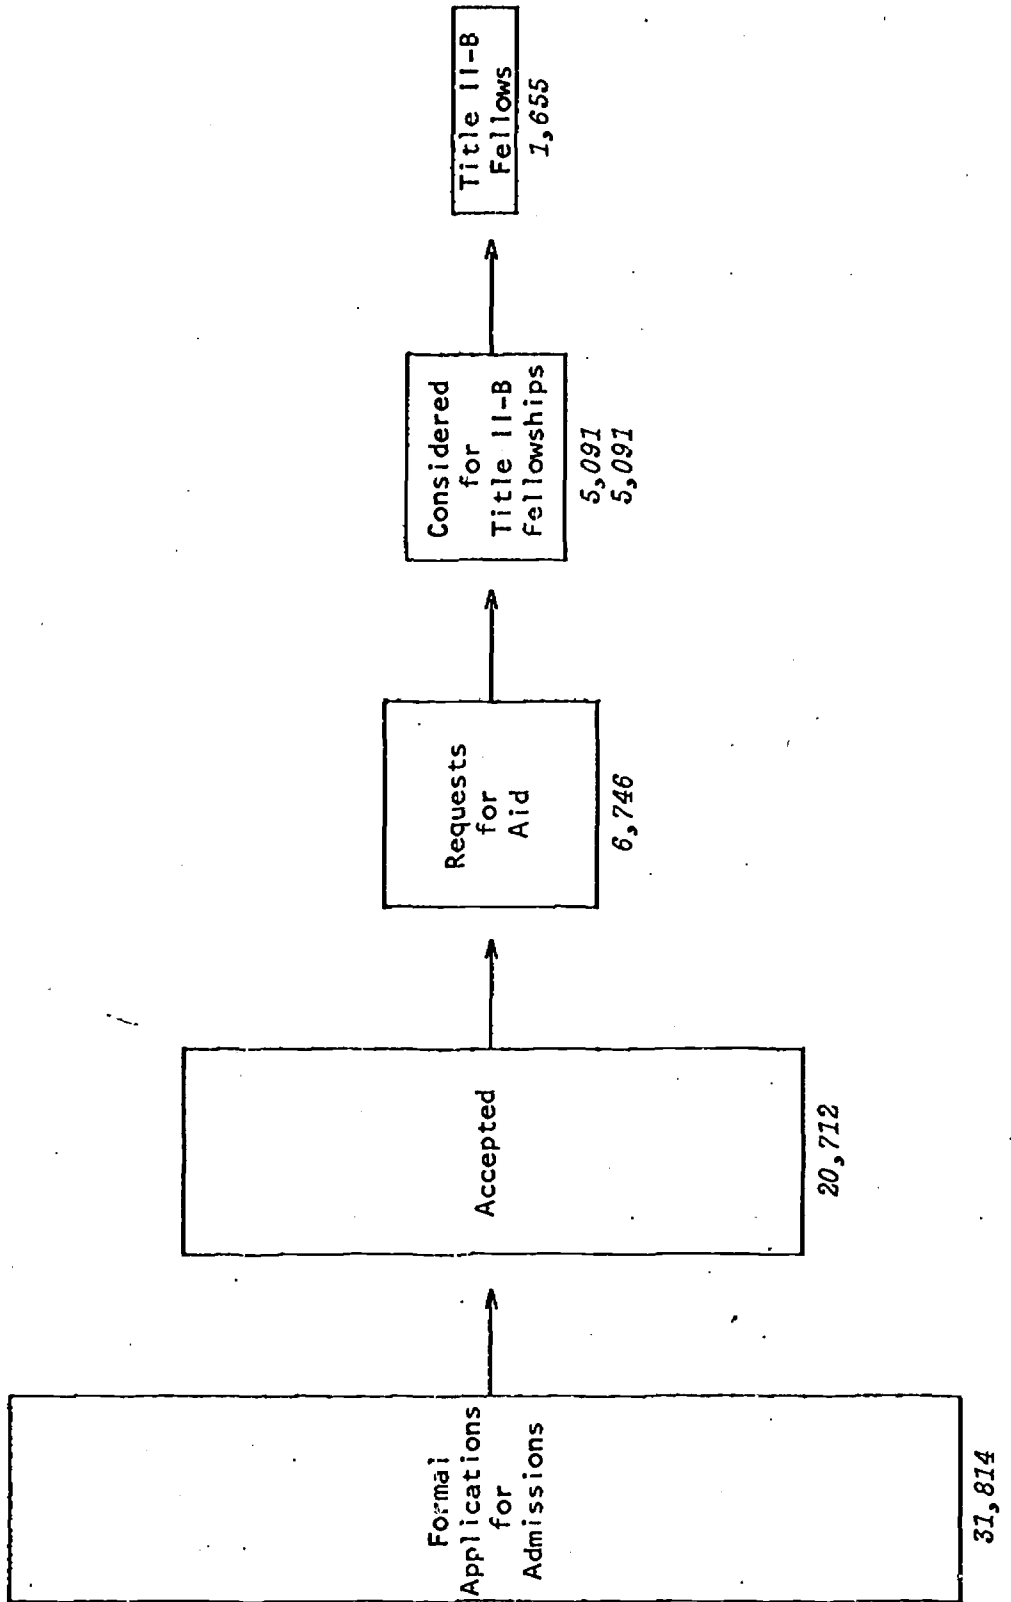 Formal
Applications
for
Admissions
31,814
Accepted
20,712
Requests
for
Aid
6,746
Considered
for
Title II-B
Fellowships
5,091
5,091
Title II-B
Fellows
1,655